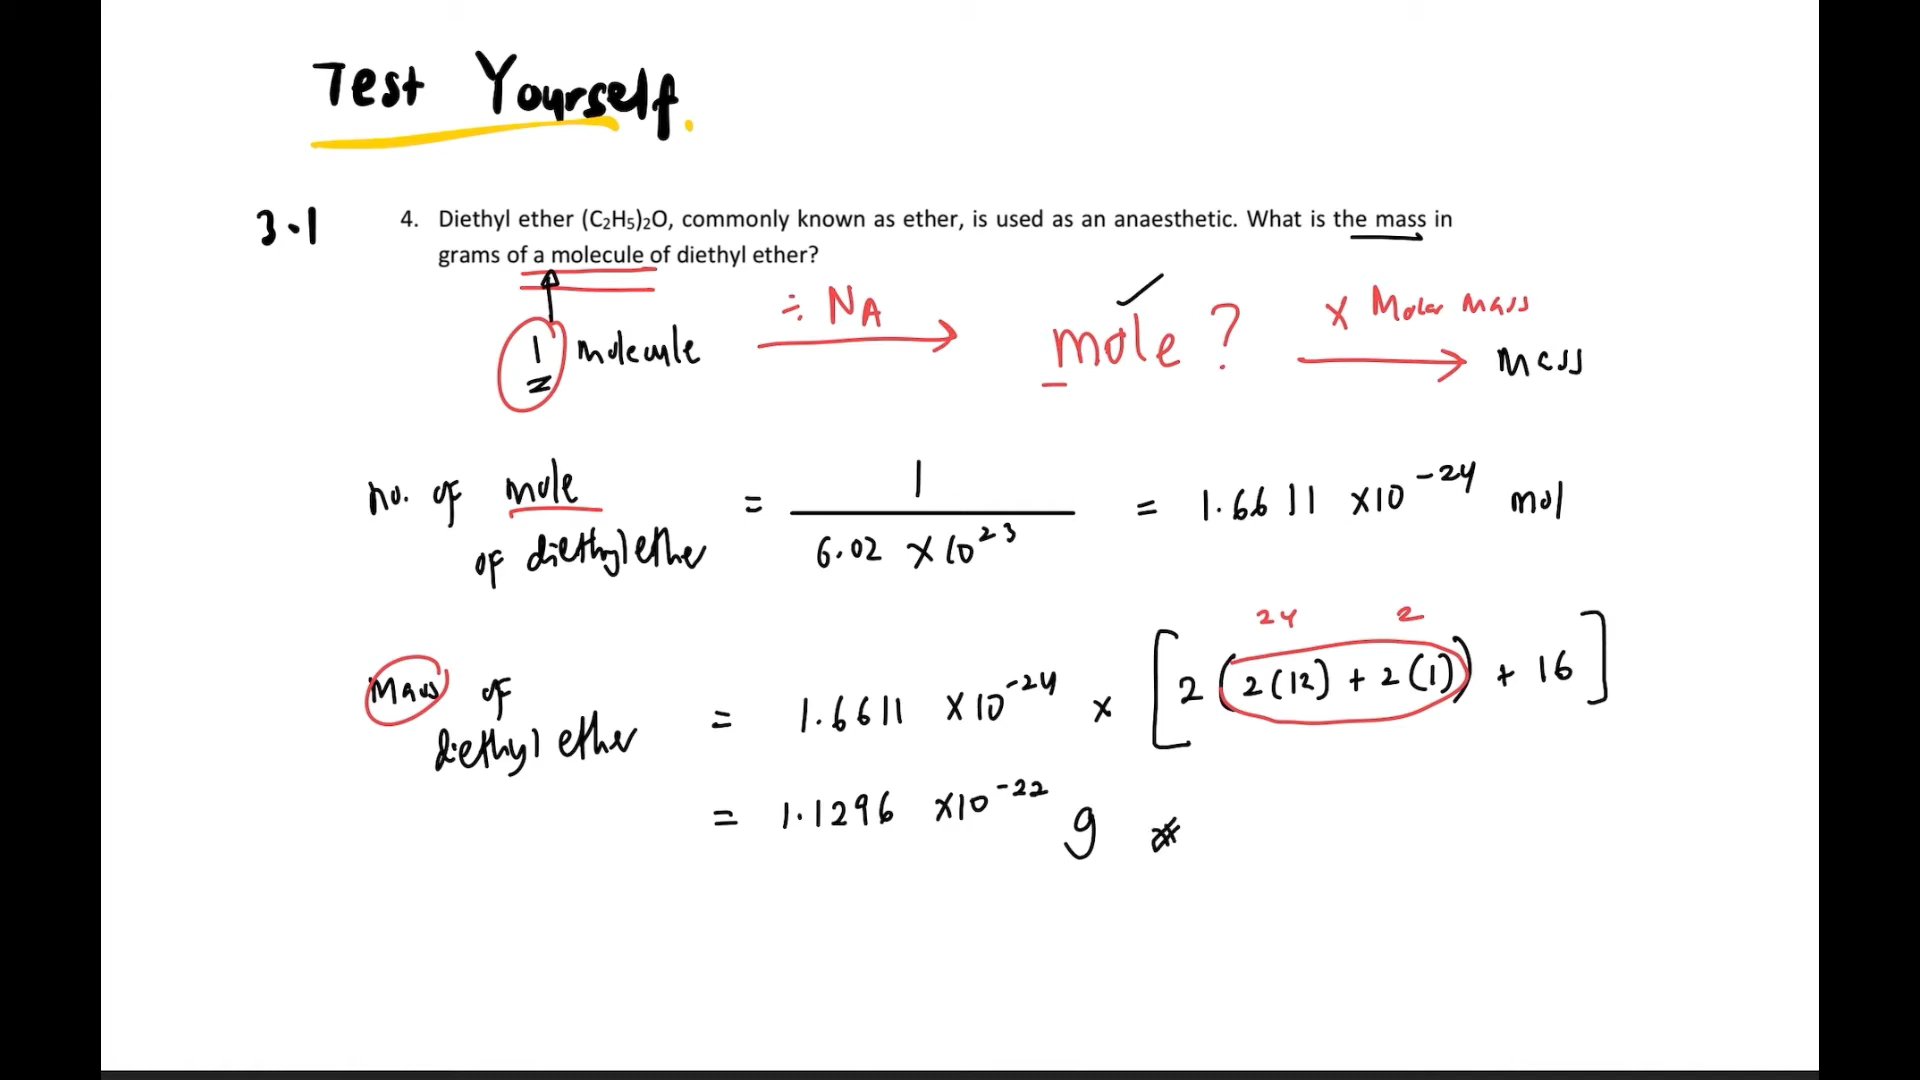 Test Yourself.
3.1 4. Diethyl ether (C2H5)2O, commonly known as ether, is used as an anaesthetic. What is the mass in
grams of a molecule of diethyl ether?
1 molecule ÷ NA mole ? x Molar mass mass
no. of mole = 1 / 6.02 x 10^23 = 1.6611 x10^-24 mol
of diethyl ether
24 2
Mass of = 1.6611 x10^-24 x [2 (2(12) + 2(1)) + 16]
diethyl ether
= 1.1296 x10^-22 g